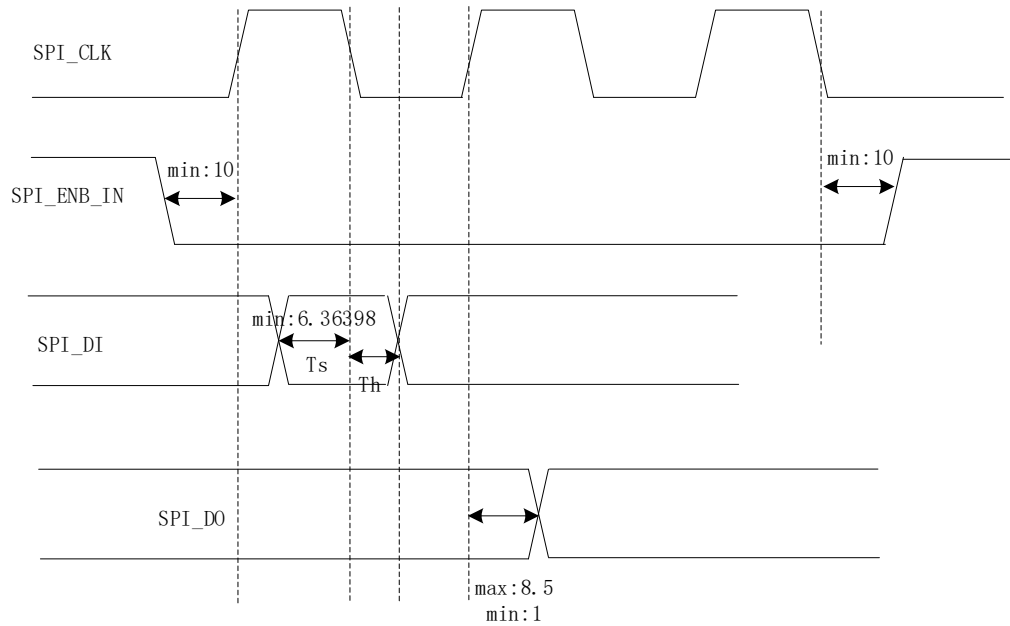 SPI_CLK
min:10
min:10
SPI_ENB_IN
min:6.36398
SPI_DI
Ts
Th
SPI_DO
max:8.5
min:1